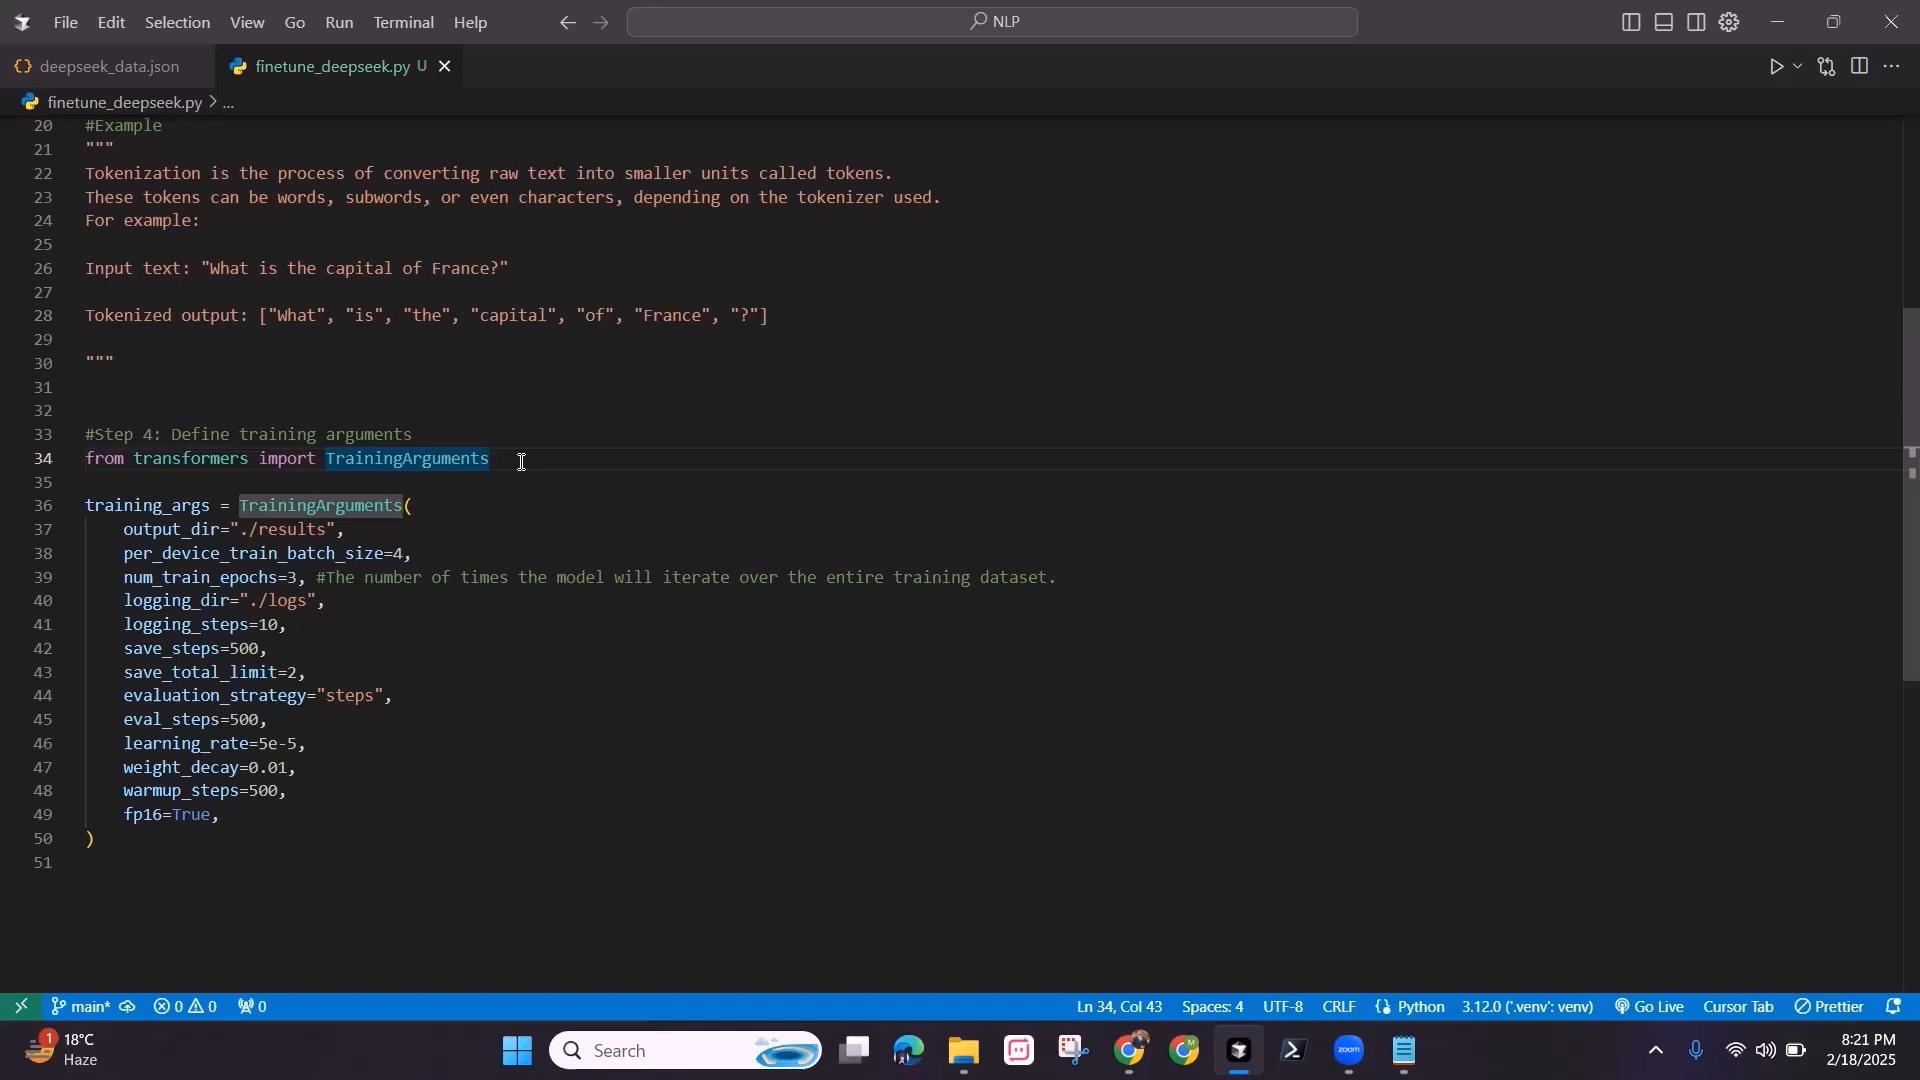 File Edit Selection View Go Run Terminal Help
NLP
deepseek_data.json
finetune_deepseek.py U
finetune_deepseek.py > ...
20 #Example
21 """
22 Tokenization is the process of converting raw text into smaller units called tokens.
23 These tokens can be words, subwords, or even characters, depending on the tokenizer used.
24 For example:
25
26 Input text: "What is the capital of France?"
27
28 Tokenized output: ["What", "is", "the", "capital", "of", "France", "?"]
29
30 """
31
32
33 #Step 4: Define training arguments
34 from transformers import TrainingArguments
35
36 training_args = TrainingArguments(
37 output_dir="./results",
38 per_device_train_batch_size=4,
39 num_train_epochs=3, #The number of times the model will iterate over the entire training dataset.
40 logging_dir="./logs",
41 logging_steps=10,
42 save_steps=500,
43 save_total_limit=2,
44 evaluation_strategy="steps",
45 eval_steps=500,
46 learning_rate=5e-5,
47 weight_decay=0.01,
48 warmup_steps=500,
49 fp16=True,
50 )
51
main* 0 0 0 Ln 34, Col 43 Spaces: 4 UTF-8 CRLF Python 3.12.0 ('.venv': venv) Go Live Cursor Tab Prettier
1 18°C
Haze
Search
M
zoom
8:21 PM
2/18/2025